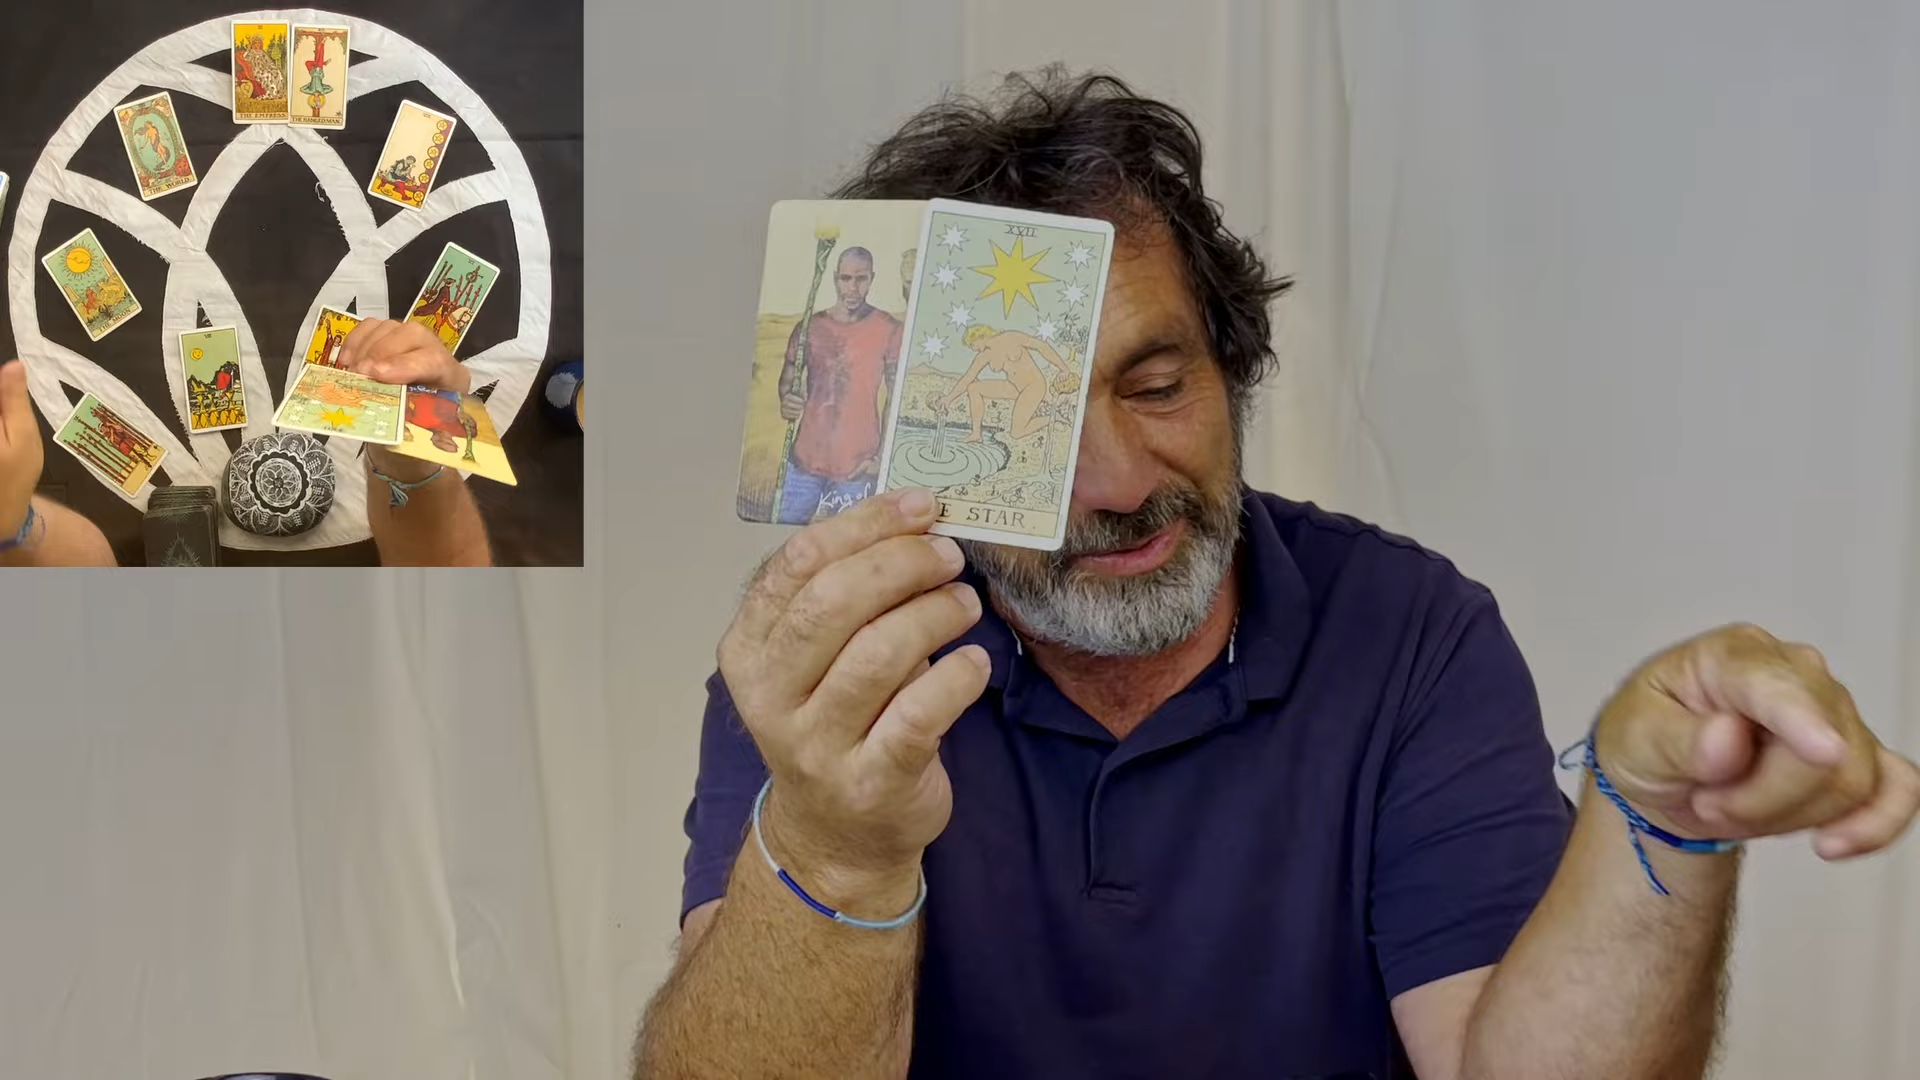 THE EMPRESS.
THE HANGED MAN.
THE WORLD.
THE MOON.
XVII
King of
E STAR.